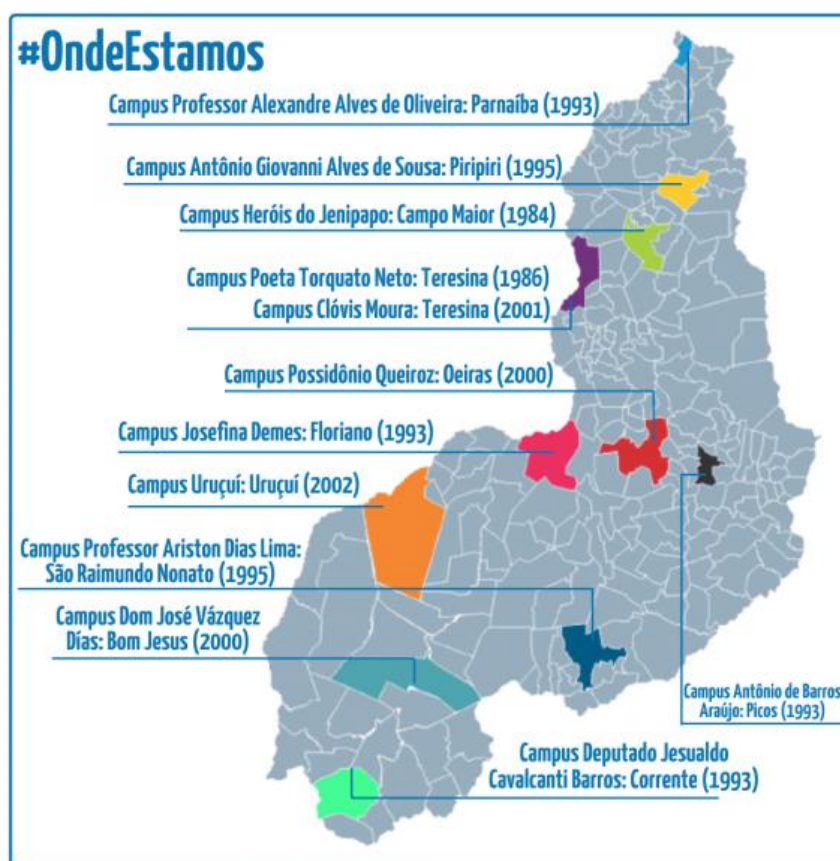 #OndeEstamos
Campus Professor Alexandre Alves de Oliveira: Parnaíba (1993)
Campus Antônio Giovanni Alves de Sousa: Piripiri (1995)
Campus Heróis do Jenipapo: Campo Maior (1984)
Campus Poeta Torquato Neto: Teresina (1986)
Campus Clóvis Moura: Teresina (2001)
Campus Possidônio Queiroz: Oeiras (2000)
Campus Josefina Demes: Floriano (1993)
Campus Uruçuí: Uruçuí (2002)
Campus Professor Ariston Dias Lima:
São Raimundo Nonato (1995)
Campus Dom José Vázquez
Días: Bom Jesus (2000)
Campus Antônio de Barros
Araújo: Picos (1993)
Campus Deputado Jesualdo
Cavalcanti Barros: Corrente (1993)